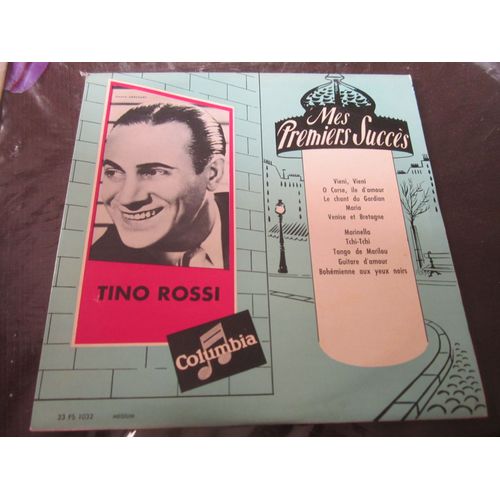 Mes
Premiers Succès
Vieni, Vieni
O Corse, ile d'amour
Le chant du Gardian
Maria
Venise et Bretagne
Marinella
Tchi-Tchi
Tango de Marilou
Guitare d'amour
Bohémienne aux yeux noirs
TINO ROSSI
Columbia
33 FS 1032
MEDIUM